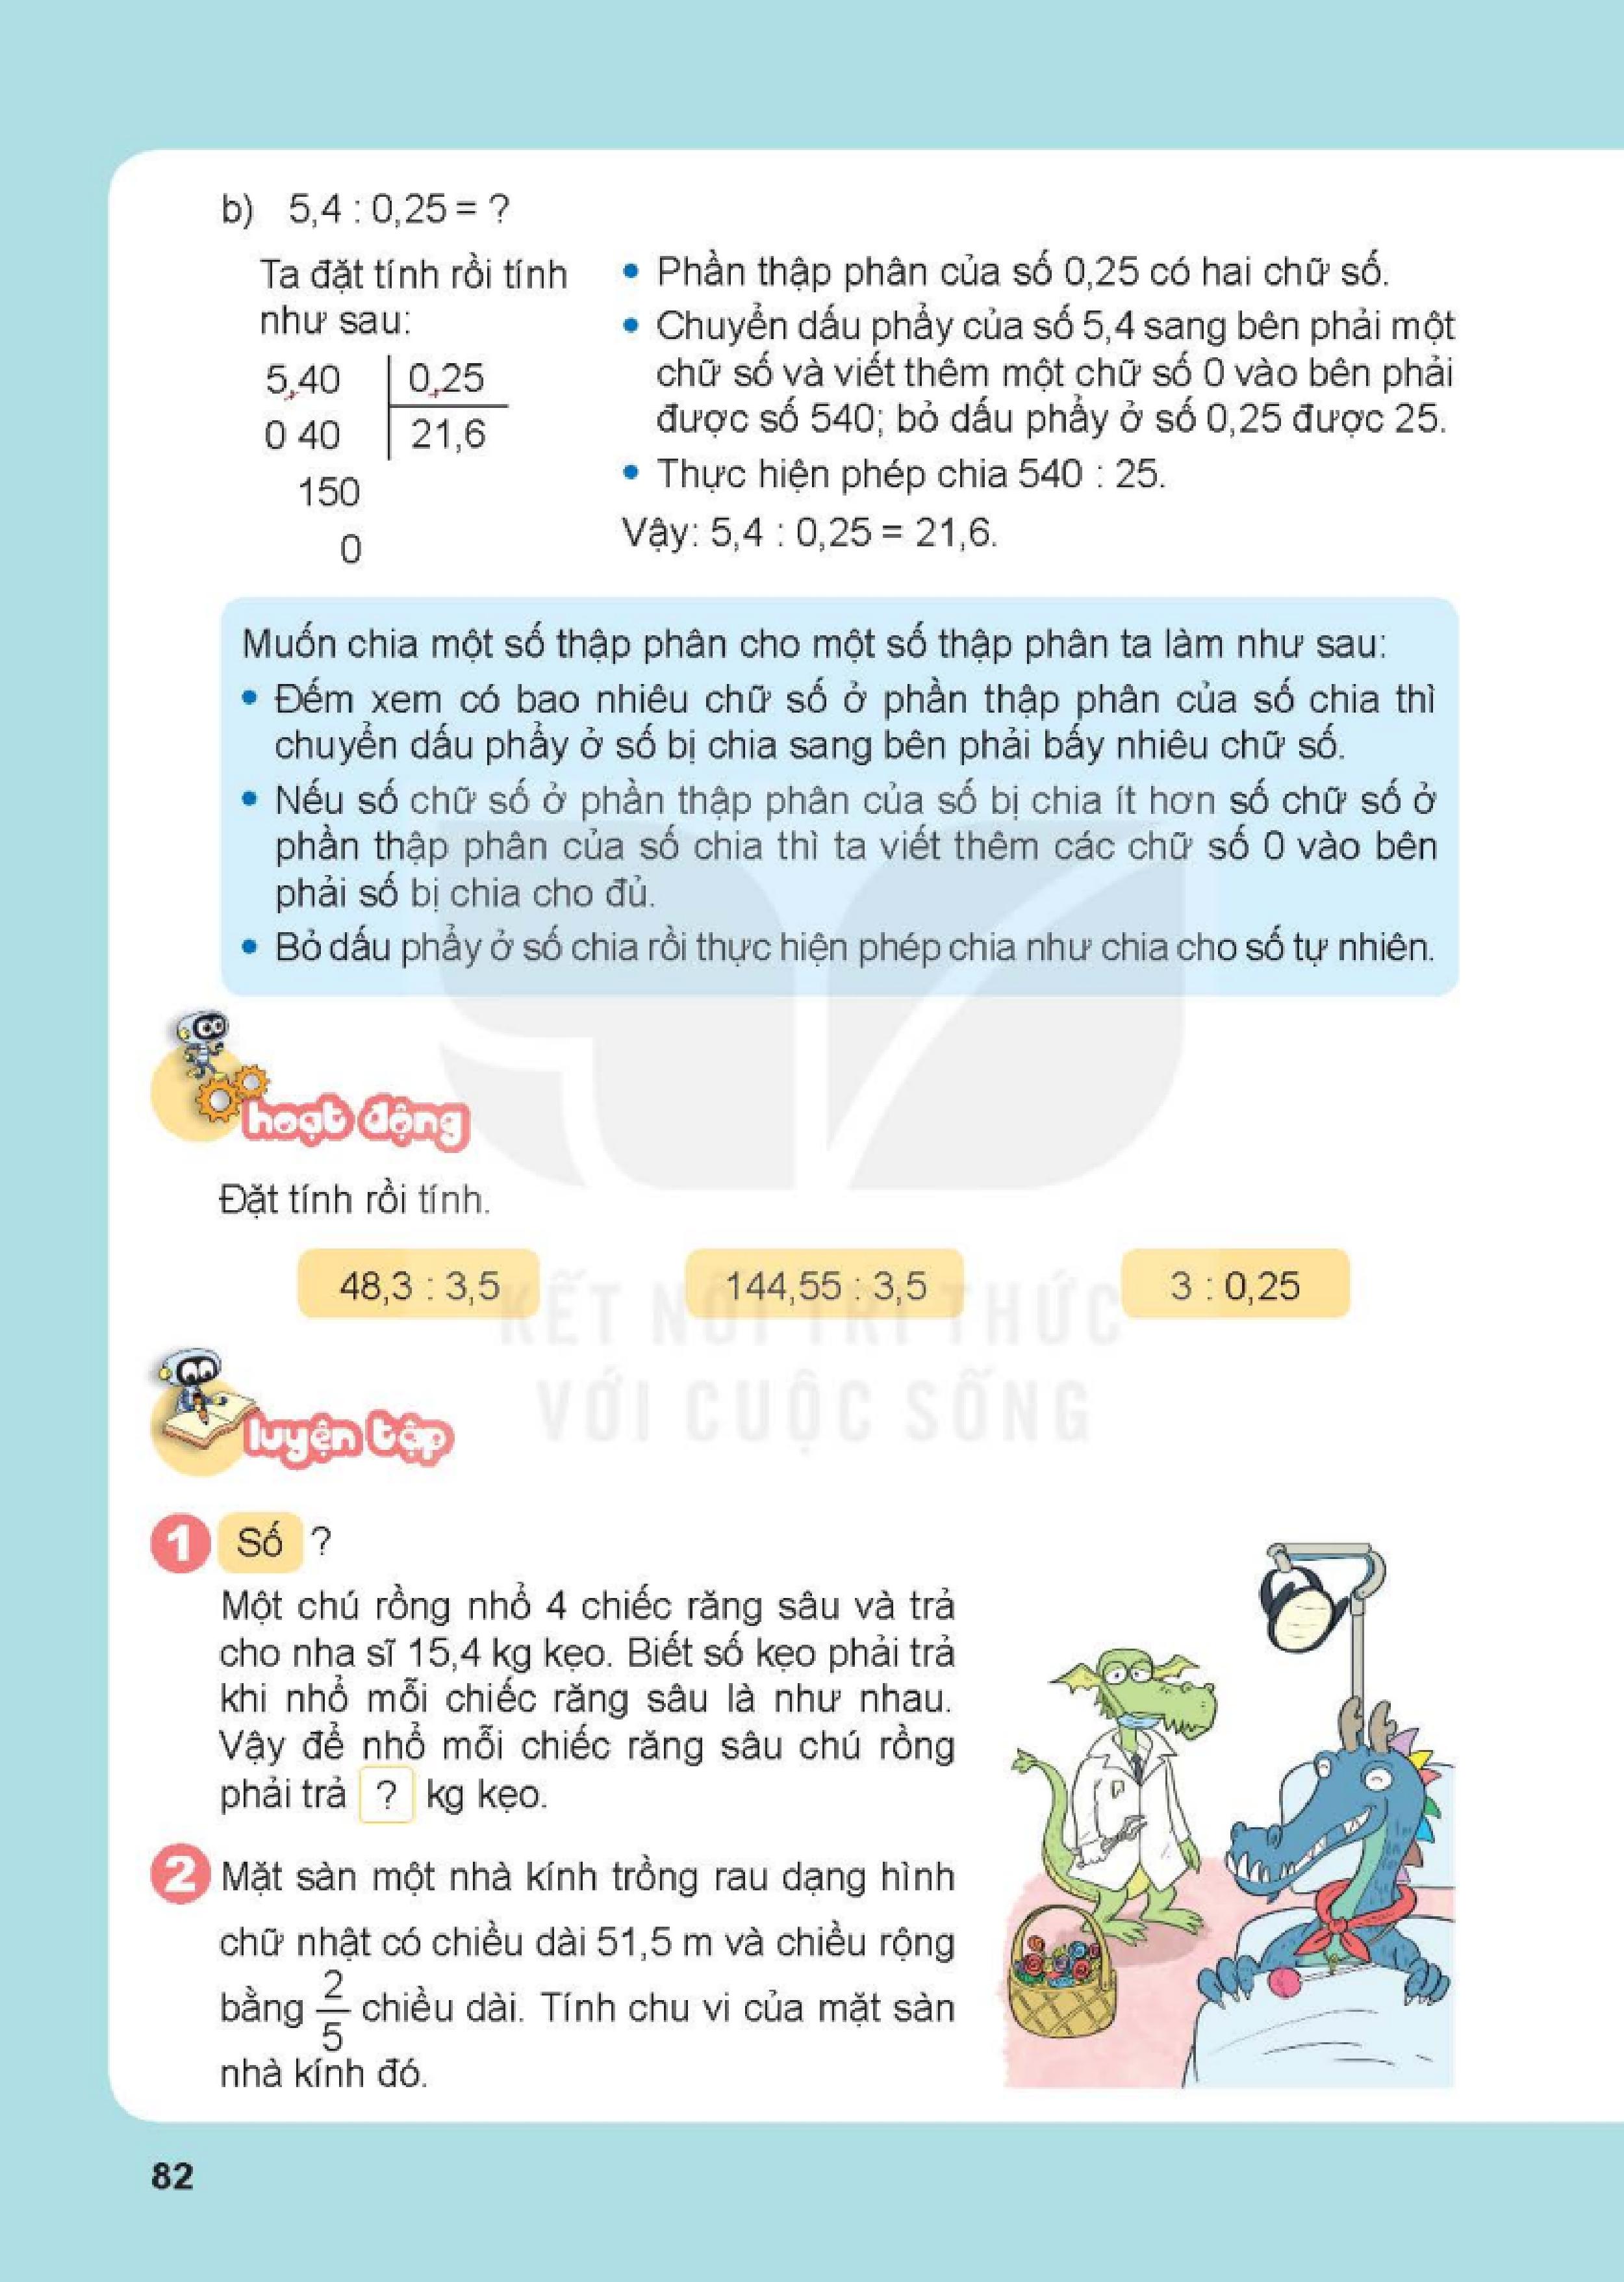 b) 5,4 : 0,25 = ?
Ta đặt tính rồi tính
như sau:
5,40 0,25
0 40 21,6
150
0
• Phần thập phân của số 0,25 có hai chữ số.
• Chuyển dấu phẩy của số 5,4 sang bên phải một
chữ số và viết thêm một chữ số 0 vào bên phải
được số 540; bỏ dấu phẩy ở số 0,25 được 25.
• Thực hiện phép chia 540 : 25.
Vậy: 5,4 : 0,25 = 21,6.
Muốn chia một số thập phân cho một số thập phân ta làm như sau:
• Đếm xem có bao nhiêu chữ số ở phần thập phân của số chia thì
chuyển dấu phẩy ở số bị chia sang bên phải bấy nhiêu chữ số.
• Nếu số chữ số ở phần thập phân của số bị chia ít hơn số chữ số ở
phần thập phân của số chia thì ta viết thêm các chữ số 0 vào bên
phải số bị chia cho đủ.
• Bỏ dấu phẩy ở số chia rồi thực hiện phép chia như chia cho số tự nhiên.
hoạt động
Đặt tính rồi tính.
48,3 : 3,5 144,55 : 3,5 3 : 0,25
KẾT NỐI TRI THỨC
VỚI CUỘC SỐNG
luyện tập
1 Số ?
Một chú rồng nhổ 4 chiếc răng sâu và trả
cho nha sĩ 15,4 kg kẹo. Biết số kẹo phải trả
khi nhổ mỗi chiếc răng sâu là như nhau.
Vậy để nhổ mỗi chiếc răng sâu chú rồng
phải trả ? kg kẹo.
2 Mặt sàn một nhà kính trồng rau dạng hình
chữ nhật có chiều dài 51,5 m và chiều rộng
bằng 2/5 chiều dài. Tính chu vi của mặt sàn
nhà kính đó.
82